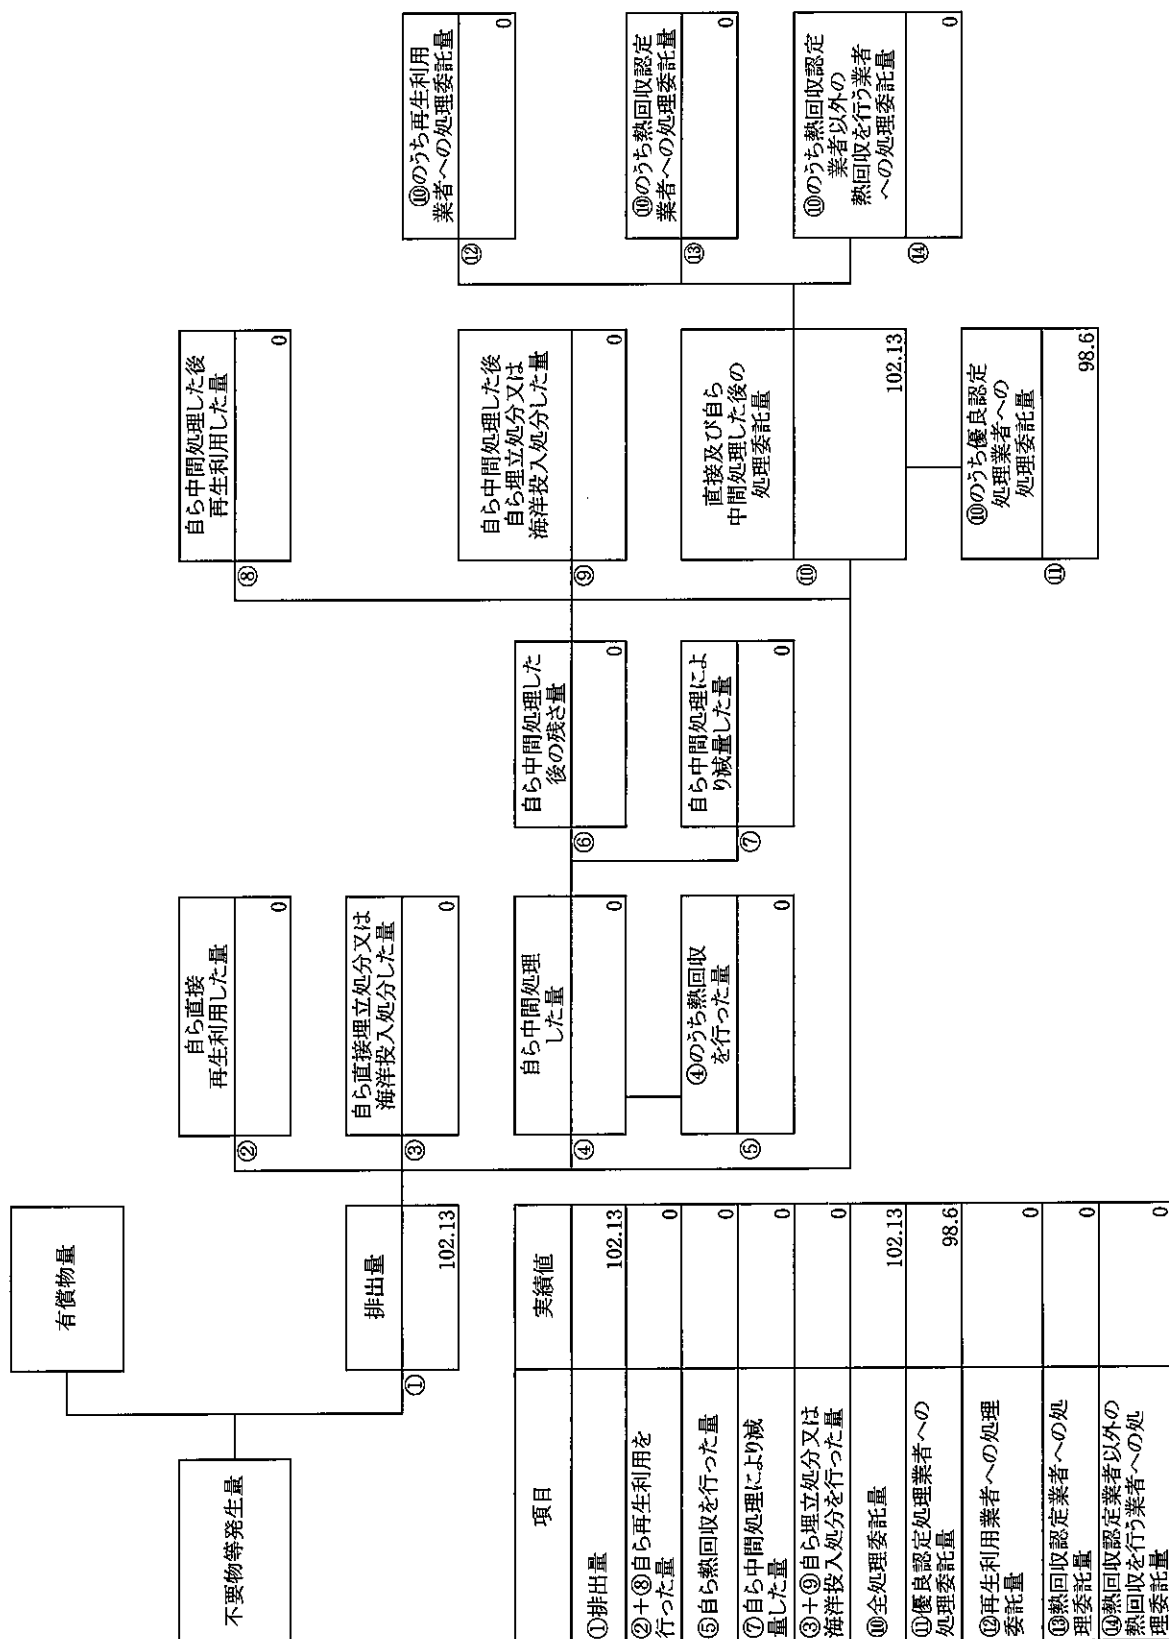 不要物等発生量
有償物量
排出量
①
102.13
自ら直接
再生利用した量
②
0
自ら直接埋立処分又は
海洋投入処分した量
③
0
自ら中間処理
した量
④
0
④のうち熱回収
を行った量
⑤
0
自ら中間処理した
後の残さ量
⑥
0
自ら中間処理によ
り減量した量
⑦
0
自ら中間処理した後
再生利用した量
⑧
0
自ら中間処理した後
自ら埋立処分又は
海洋投入処分した量
⑨
0
直接及び自ら
中間処理した後の
処理委託量
⑩
102.13
⑩のうち優良認定
処理業者への
処理委託量
⑪
98.6
⑩のうち再生利用
業者への処理委託量
⑫
0
⑩のうち熱回収認定
業者への処理委託量
⑬
0
⑩のうち熱回収認定
業者以外の
熱回収を行う業者
への処理委託量
⑭
0
項目 実績値
①排出量 102.13
②+⑧自ら再生利用を
行った量 0
⑤自ら熱回収を行った量 0
⑦自ら中間処理により減
量した量 0
③+⑨自ら埋立処分又は
海洋投入処分を行った量 0
⑩全処理委託量 102.13
⑪優良認定処理業者への
処理委託量 98.6
⑫再生利用業者への処理
委託量 0
⑬熱回収認定業者への処
理委託量 0
⑭熱回収認定業者以外の
熱回収を行う業者への処
理委託量 0